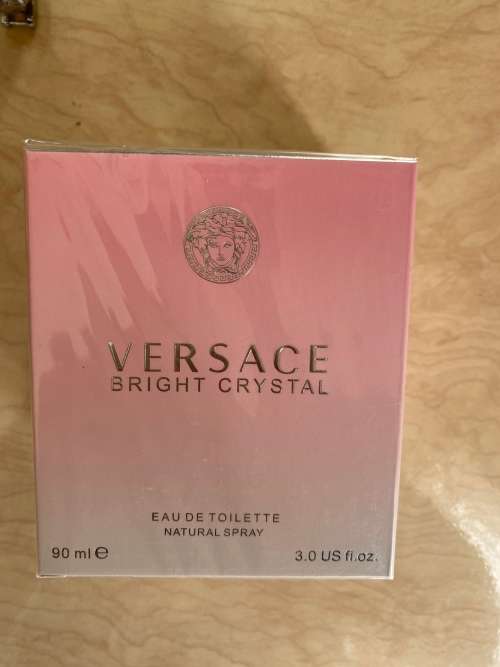 VERSACE
BRIGHT CRYSTAL
EAU DE TOILETTE
NATURAL SPRAY
90 ml ℮
3.0 US fl.oz.